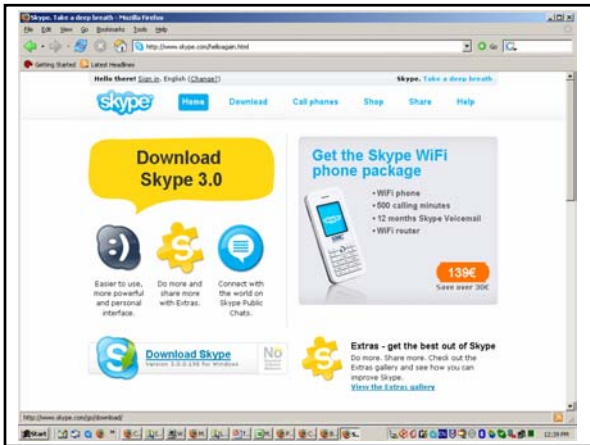 Skype. Take a deep breath - Mozilla Firefox
File Edit View Go Bookmarks Tools Help
http://www.skype.com/helloagain.html
Go
Getting Started Latest Headlines
Hello there! Sign in. English (Change?) Skype. Take a deep breath
skype Home Download Call phones Shop Share Help
Download
Skype 3.0
Easier to use,
more powerful
and personal
interface.
Do more and
share more
with Extras.
Connect with
the world on
Skype Public
Chats.
Get the Skype WiFi
phone package
• WiFi phone
• 500 calling minutes
• 12 months Skype Voicemail
• WiFi router
139€
Save over 30€
Download Skype
No
Extras - get the best out of Skype
Do more. Share more. Check out the
Extras gallery and see how you can
improve Skype.
View the Extras gallery
http://www.skype.com/go/download/
Start
12:39 PM